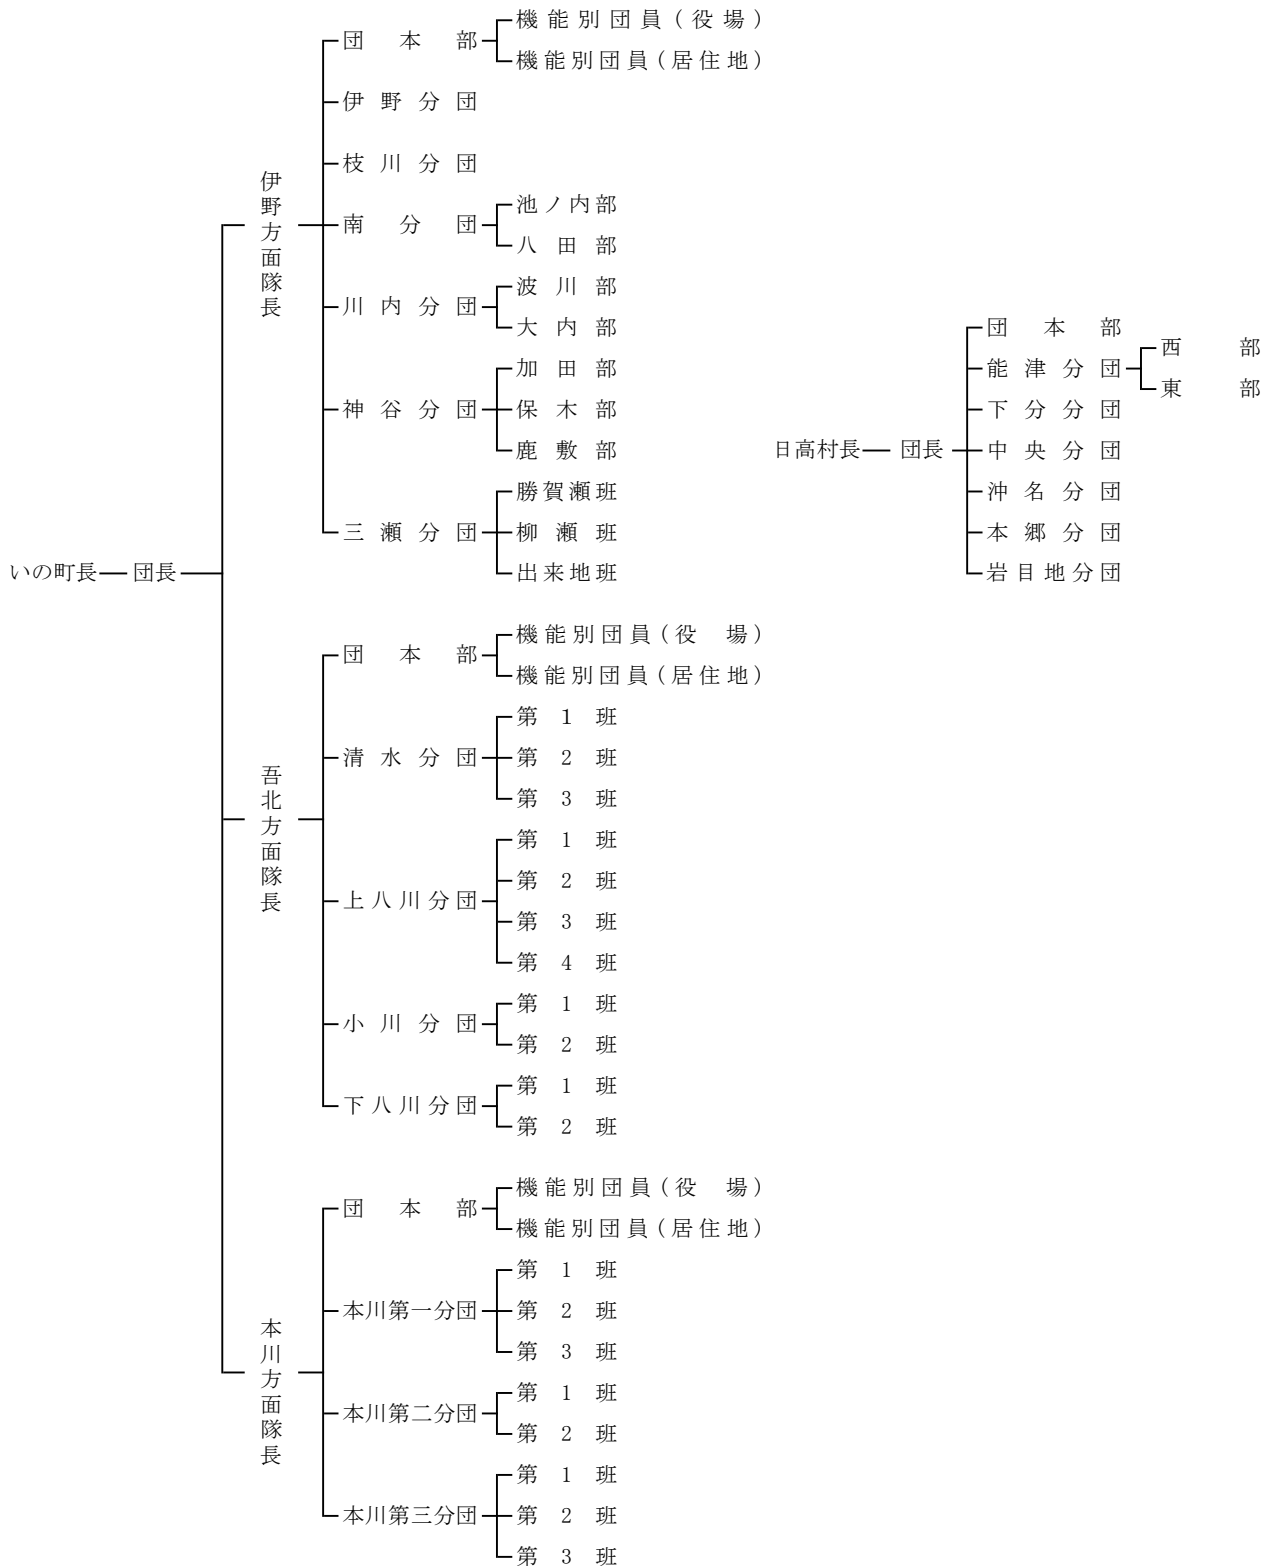 いの町長
団長
伊野方面隊長
団本部
機能別団員(役場)
機能別団員(居住地)
伊野分団
枝川分団
南分団
池ノ内部
八田部
川内分団
波川部
大内部
神谷分団
加田部
保木部
鹿敷部
三瀬分団
勝賀瀬班
柳瀬班
出来地班
吾北方面隊長
団本部
機能別団員(役場)
機能別団員(居住地)
清水分団
第1班
第2班
第3班
上八川分団
第1班
第2班
第3班
第4班
小川分団
第1班
第2班
下八川分団
第1班
第2班
本川方面隊長
団本部
機能別団員(役場)
機能別団員(居住地)
本川第一分団
第1班
第2班
第3班
本川第二分団
第1班
第2班
本川第三分団
第1班
第2班
第3班
日高村長
団長
団本部
能津分団
西部
東部
下分分団
中央分団
沖名分団
本郷分団
岩目地分団